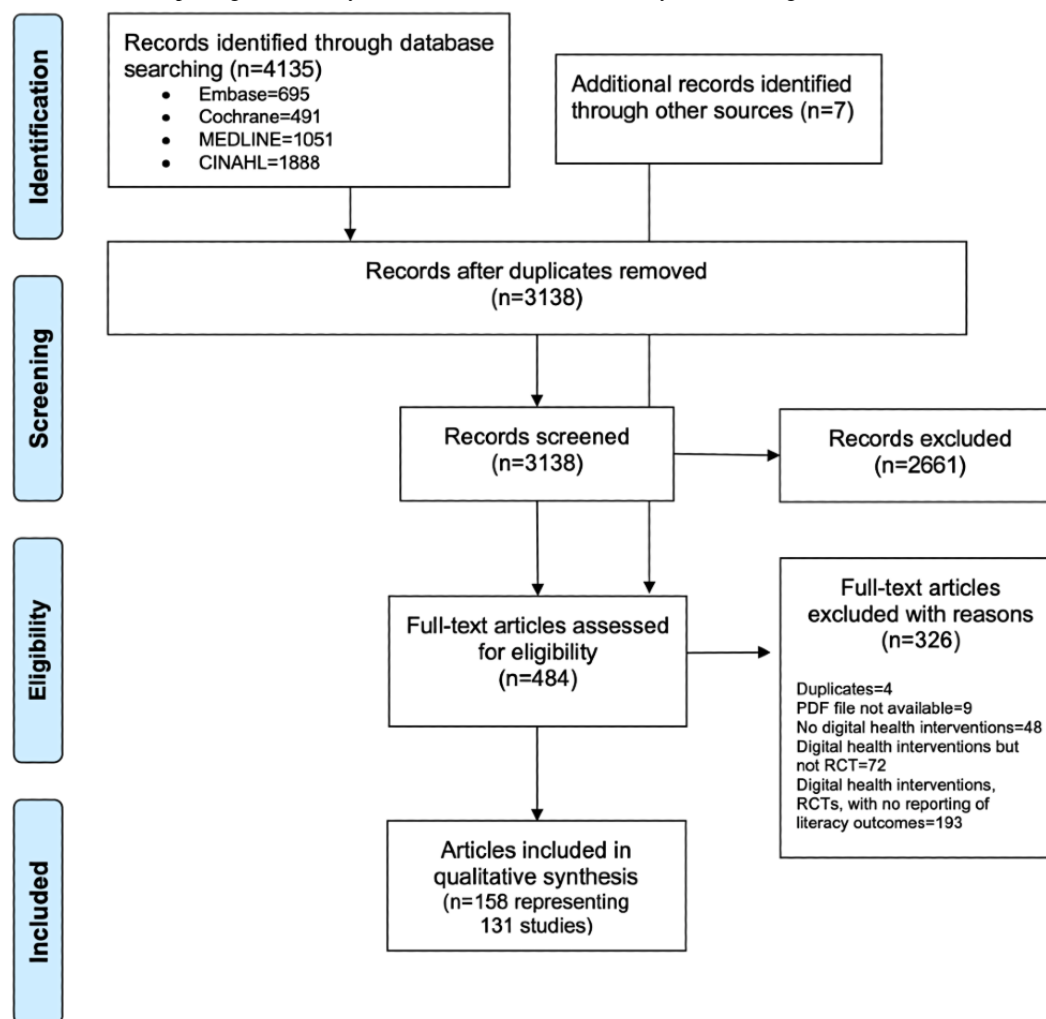 Identification
Records identified through database
searching (n=4135)
• Embase=695
• Cochrane=491
• MEDLINE=1051
• CINAHL=1888
Additional records identified
through other sources (n=7)
Records after duplicates removed
(n=3138)
Screening
Records screened
(n=3138)
Records excluded
(n=2661)
Eligibility
Full-text articles assessed
for eligibility
(n=484)
Full-text articles
excluded with reasons
(n=326)
Duplicates=4
PDF file not available=9
No digital health interventions=48
Digital health interventions but
not RCT=72
Digital health interventions,
RCTs, with no reporting of
literacy outcomes=193
Included
Articles included in
qualitative synthesis
(n=158 representing
131 studies)